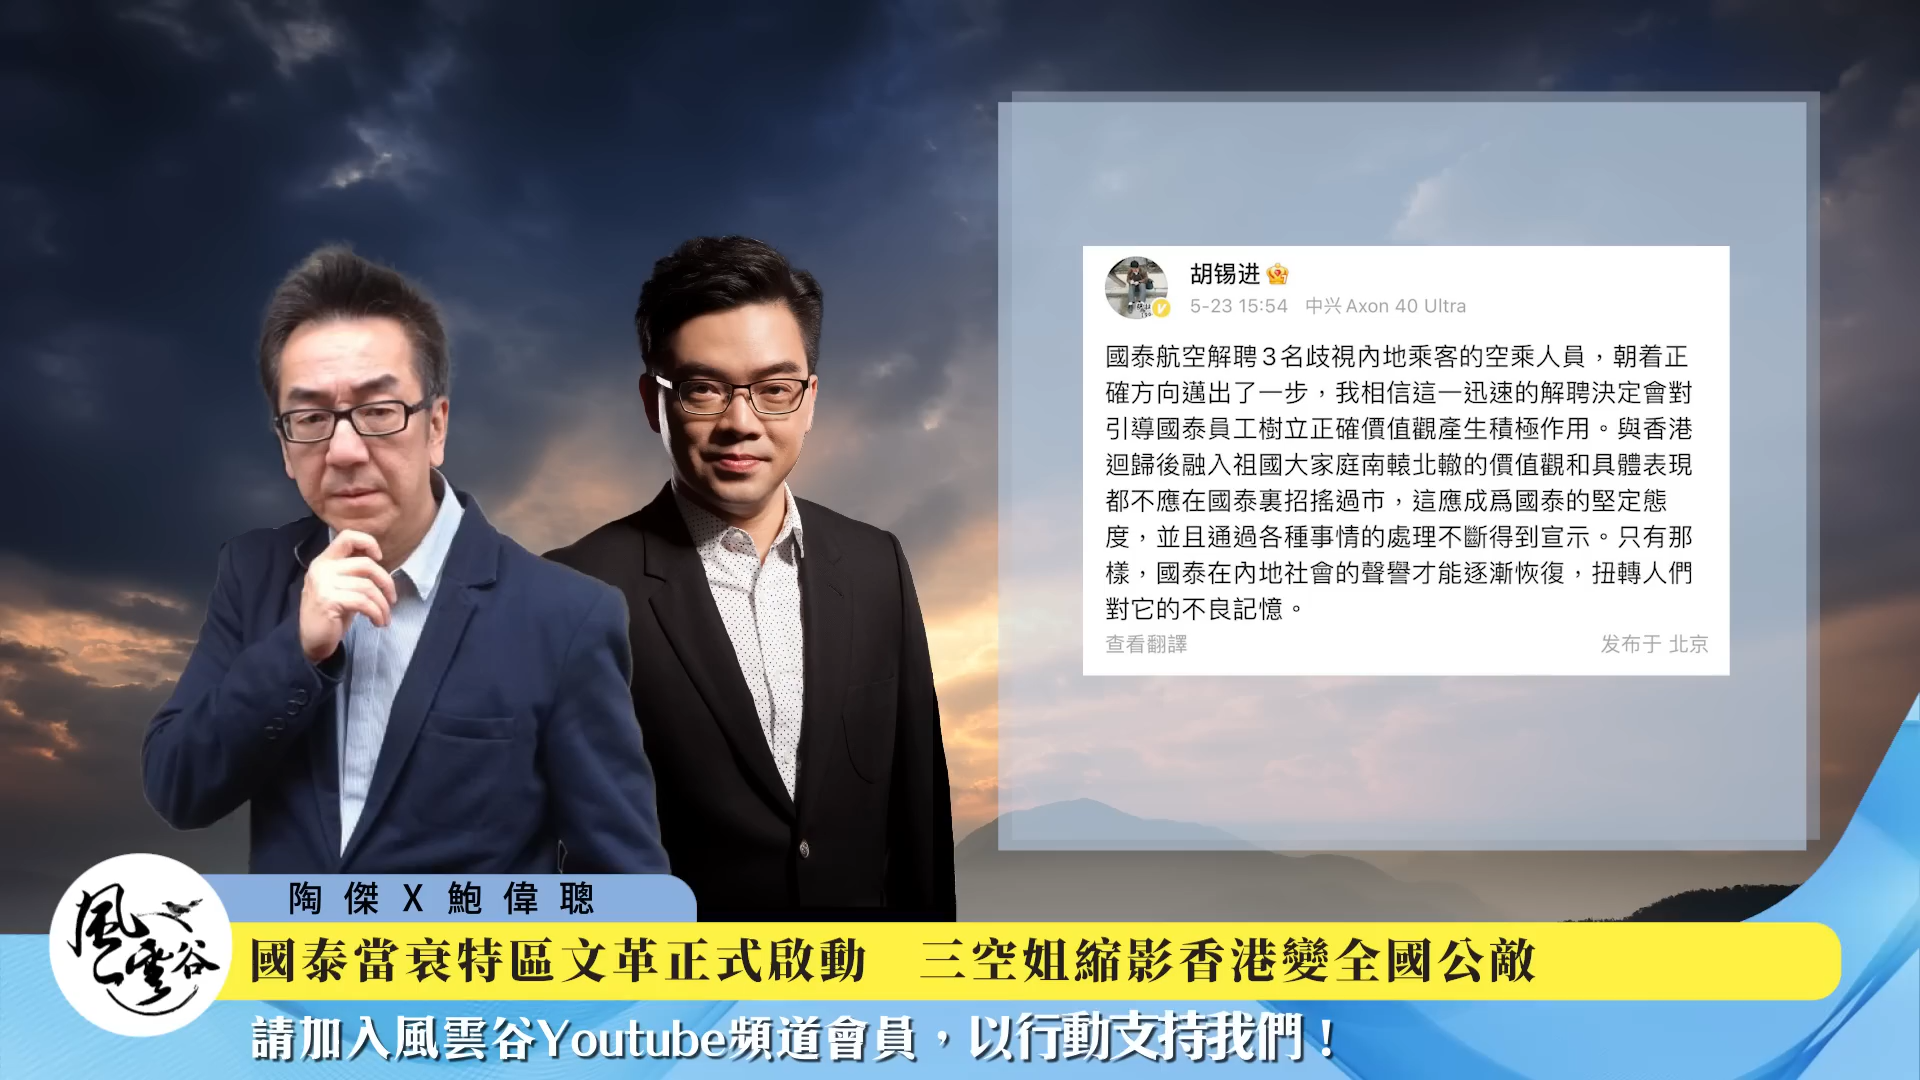 胡锡进
5-23 15:54 中兴 Axon 40 Ultra
國泰航空解聘3名歧視內地乘客的空乘人員，朝着正
確方向邁出了一步，我相信這一迅速的解聘決定會對
引導國泰員工樹立正確價值觀產生積極作用。與香港
迴歸後融入祖國大家庭南轅北轍的價值觀和具體表現
都不應在國泰裏招搖過市，這應成爲國泰的堅定態
度，並且通過各種事情的處理不斷得到宣示。只有那
樣，國泰在內地社會的聲譽才能逐漸恢復，扭轉人們
對它的不良記憶。
查看翻譯 发布于 北京
陶傑X鮑偉聰
風雲谷
國泰當衰特區文革正式啟動 三空姐縮影香港變全國公敵
請加入風雲谷Youtube頻道會員，以行動支持我們！